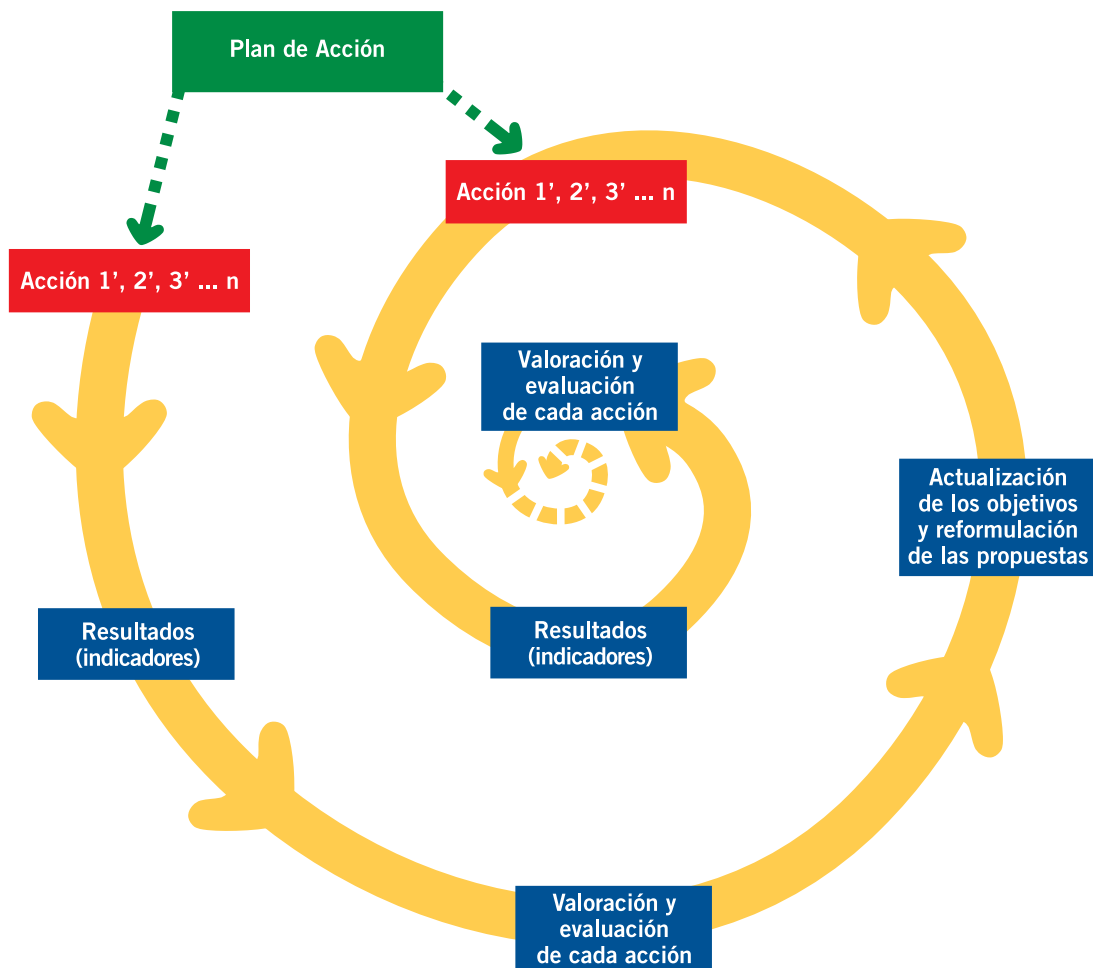 Plan de Acción
Acción 1’, 2’, 3’ ... n
Acción 1’, 2’, 3’ ... n
Valoración y
evaluación
de cada acción
Actualización
de los objetivos
y reformulación
de las propuestas
Resultados
(indicadores)
Resultados
(indicadores)
Valoración y
evaluación
de cada acción